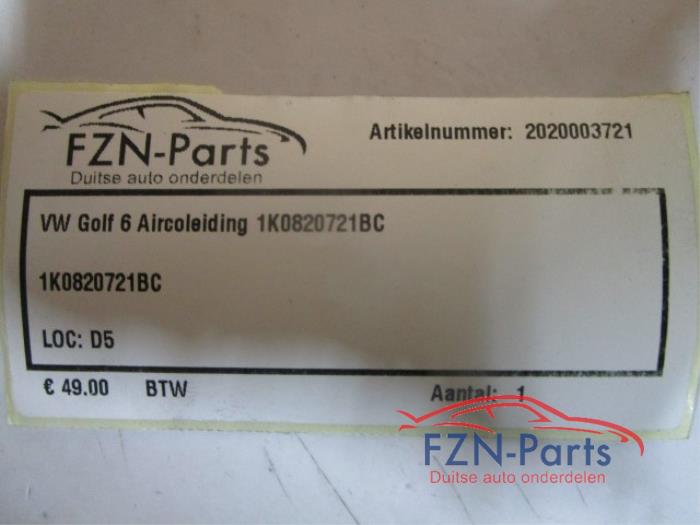 FZN-Parts
Duitse auto onderdelen
Artikelnummer: 2020003721
VW Golf 6 Aircoleiding 1K0820721BC
1K0820721BC
LOC: D5
€ 49.00 BTW Aantal: 1
FZN-Parts
Duitse auto onderdelen